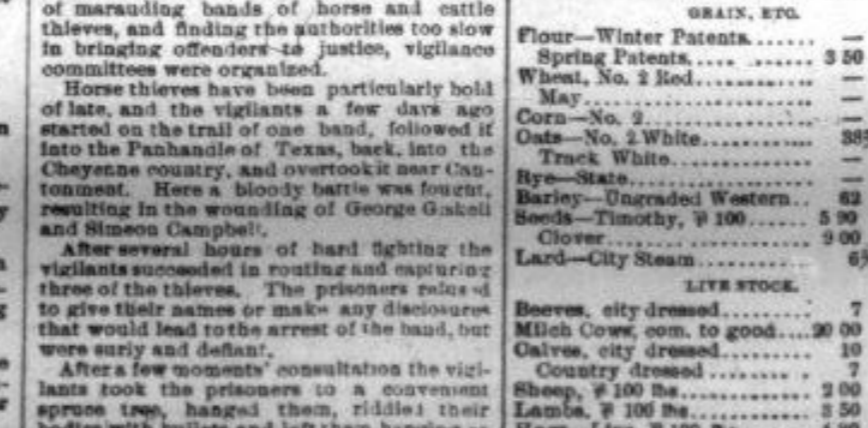 of marauding bands of horse and cattle
thieves, and finding the authorities too slow
in bringing offenders to justice, vigilance
committees were organized.
Horse thieves have been particularly bold
of late, and the vigilants a few days ago
started on the trail of one band, followed it
into the Panhandle of Texas, back, into the
Cheyenne country, and overtook it near Can-
tonment. Here a bloody battle was fought,
resulting in the wounding of George Gaskell
and Simeon Campbell.
After several hours of hard fighting the
vigilants succeeded in routing and capturing
three of the thieves. The prisoners refused
to give their names or make any disclosures
that would lead to the arrest of the band, but
were surly and defiant.
After a few moments' consultation the vigi-
lants took the prisoners to a convenient
spruce tree, hanged them, riddled their
bodies with bullets and left them hanging
GRAIN, ETC.
Flour—Winter Patents....... —
Spring Patents..... ...... 3 50
Wheat, No. 2 Red.... —
May.......................... —
Corn—No. 2.................. —
Oats—No. 2 White............
Track White............... —
Rye—State.................... —
Barley—Ungraded Western.. 62
Seeds—Timothy, ₱ 100...... 5 90
Clover....................... 9 00
Lard—City Steam............
LIVE STOCK.
Beeves, city dressed........ 7
Milch Cows, com. to good....20 00
Calves, city dressed......... 10
Country dressed .......... 7
Sheep, ₱ 100 lbs............. 2 00
Lambs, ₱ 100 lbs............ 3 50